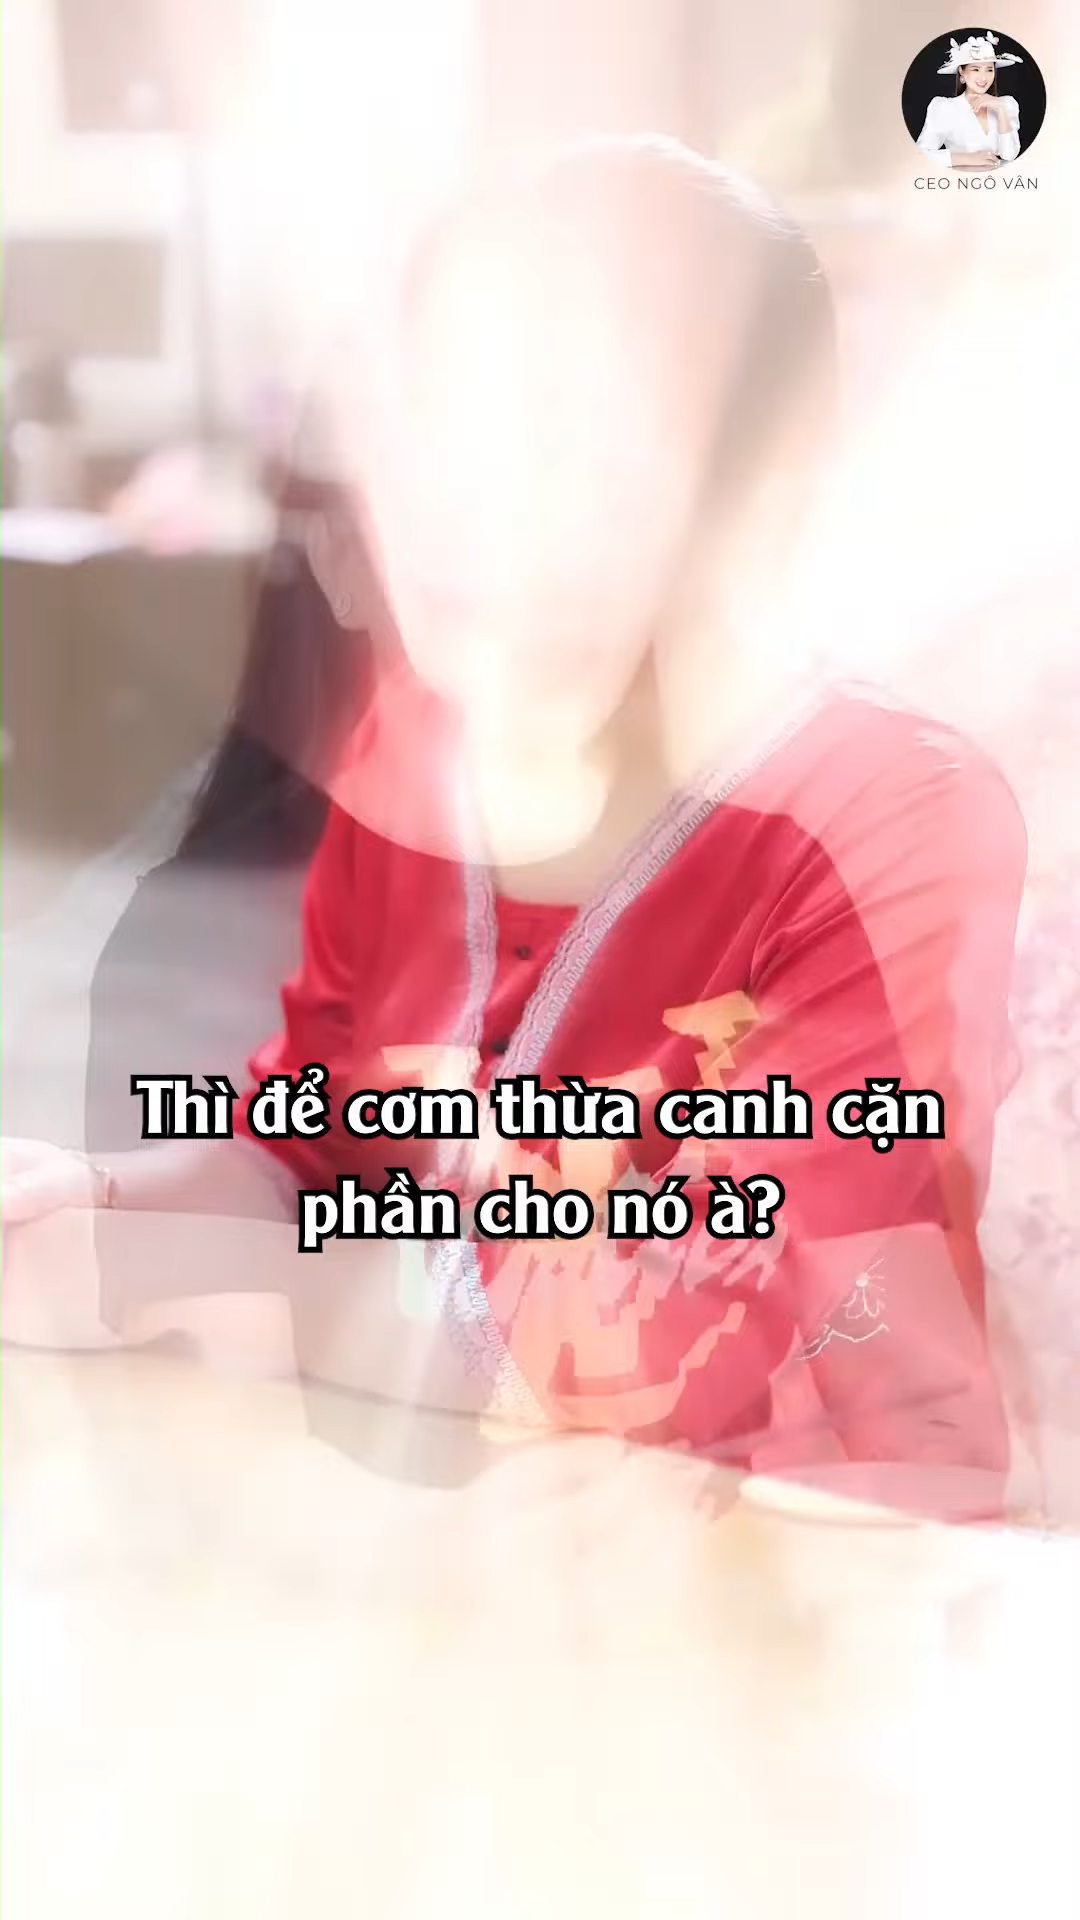 CEO NGÔ VÂN
Thì để cơm thừa canh cặn
phần cho nó à?